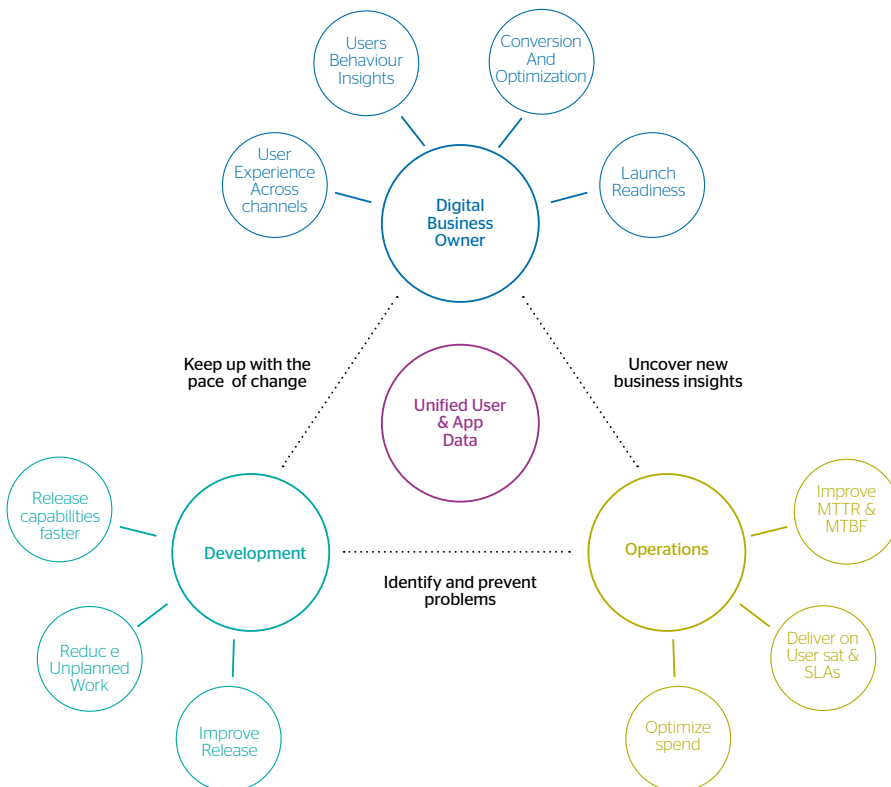 Users
Behaviour
Insights
Conversion
And
Optimization
User
Experience
Across
channels
Launch
Readiness
Digital
Business
Owner
Keep up with the
pace of change
Uncover new
business insights
Unified User
& App
Data
Release
capabilities
faster
Development
Operations
Improve
MTTR &
MTBF
Identify and prevent
problems
Reduc e
Unplanned
Work
Deliver on
User sat &
SLAs
Improve
Release
Optimize
spend